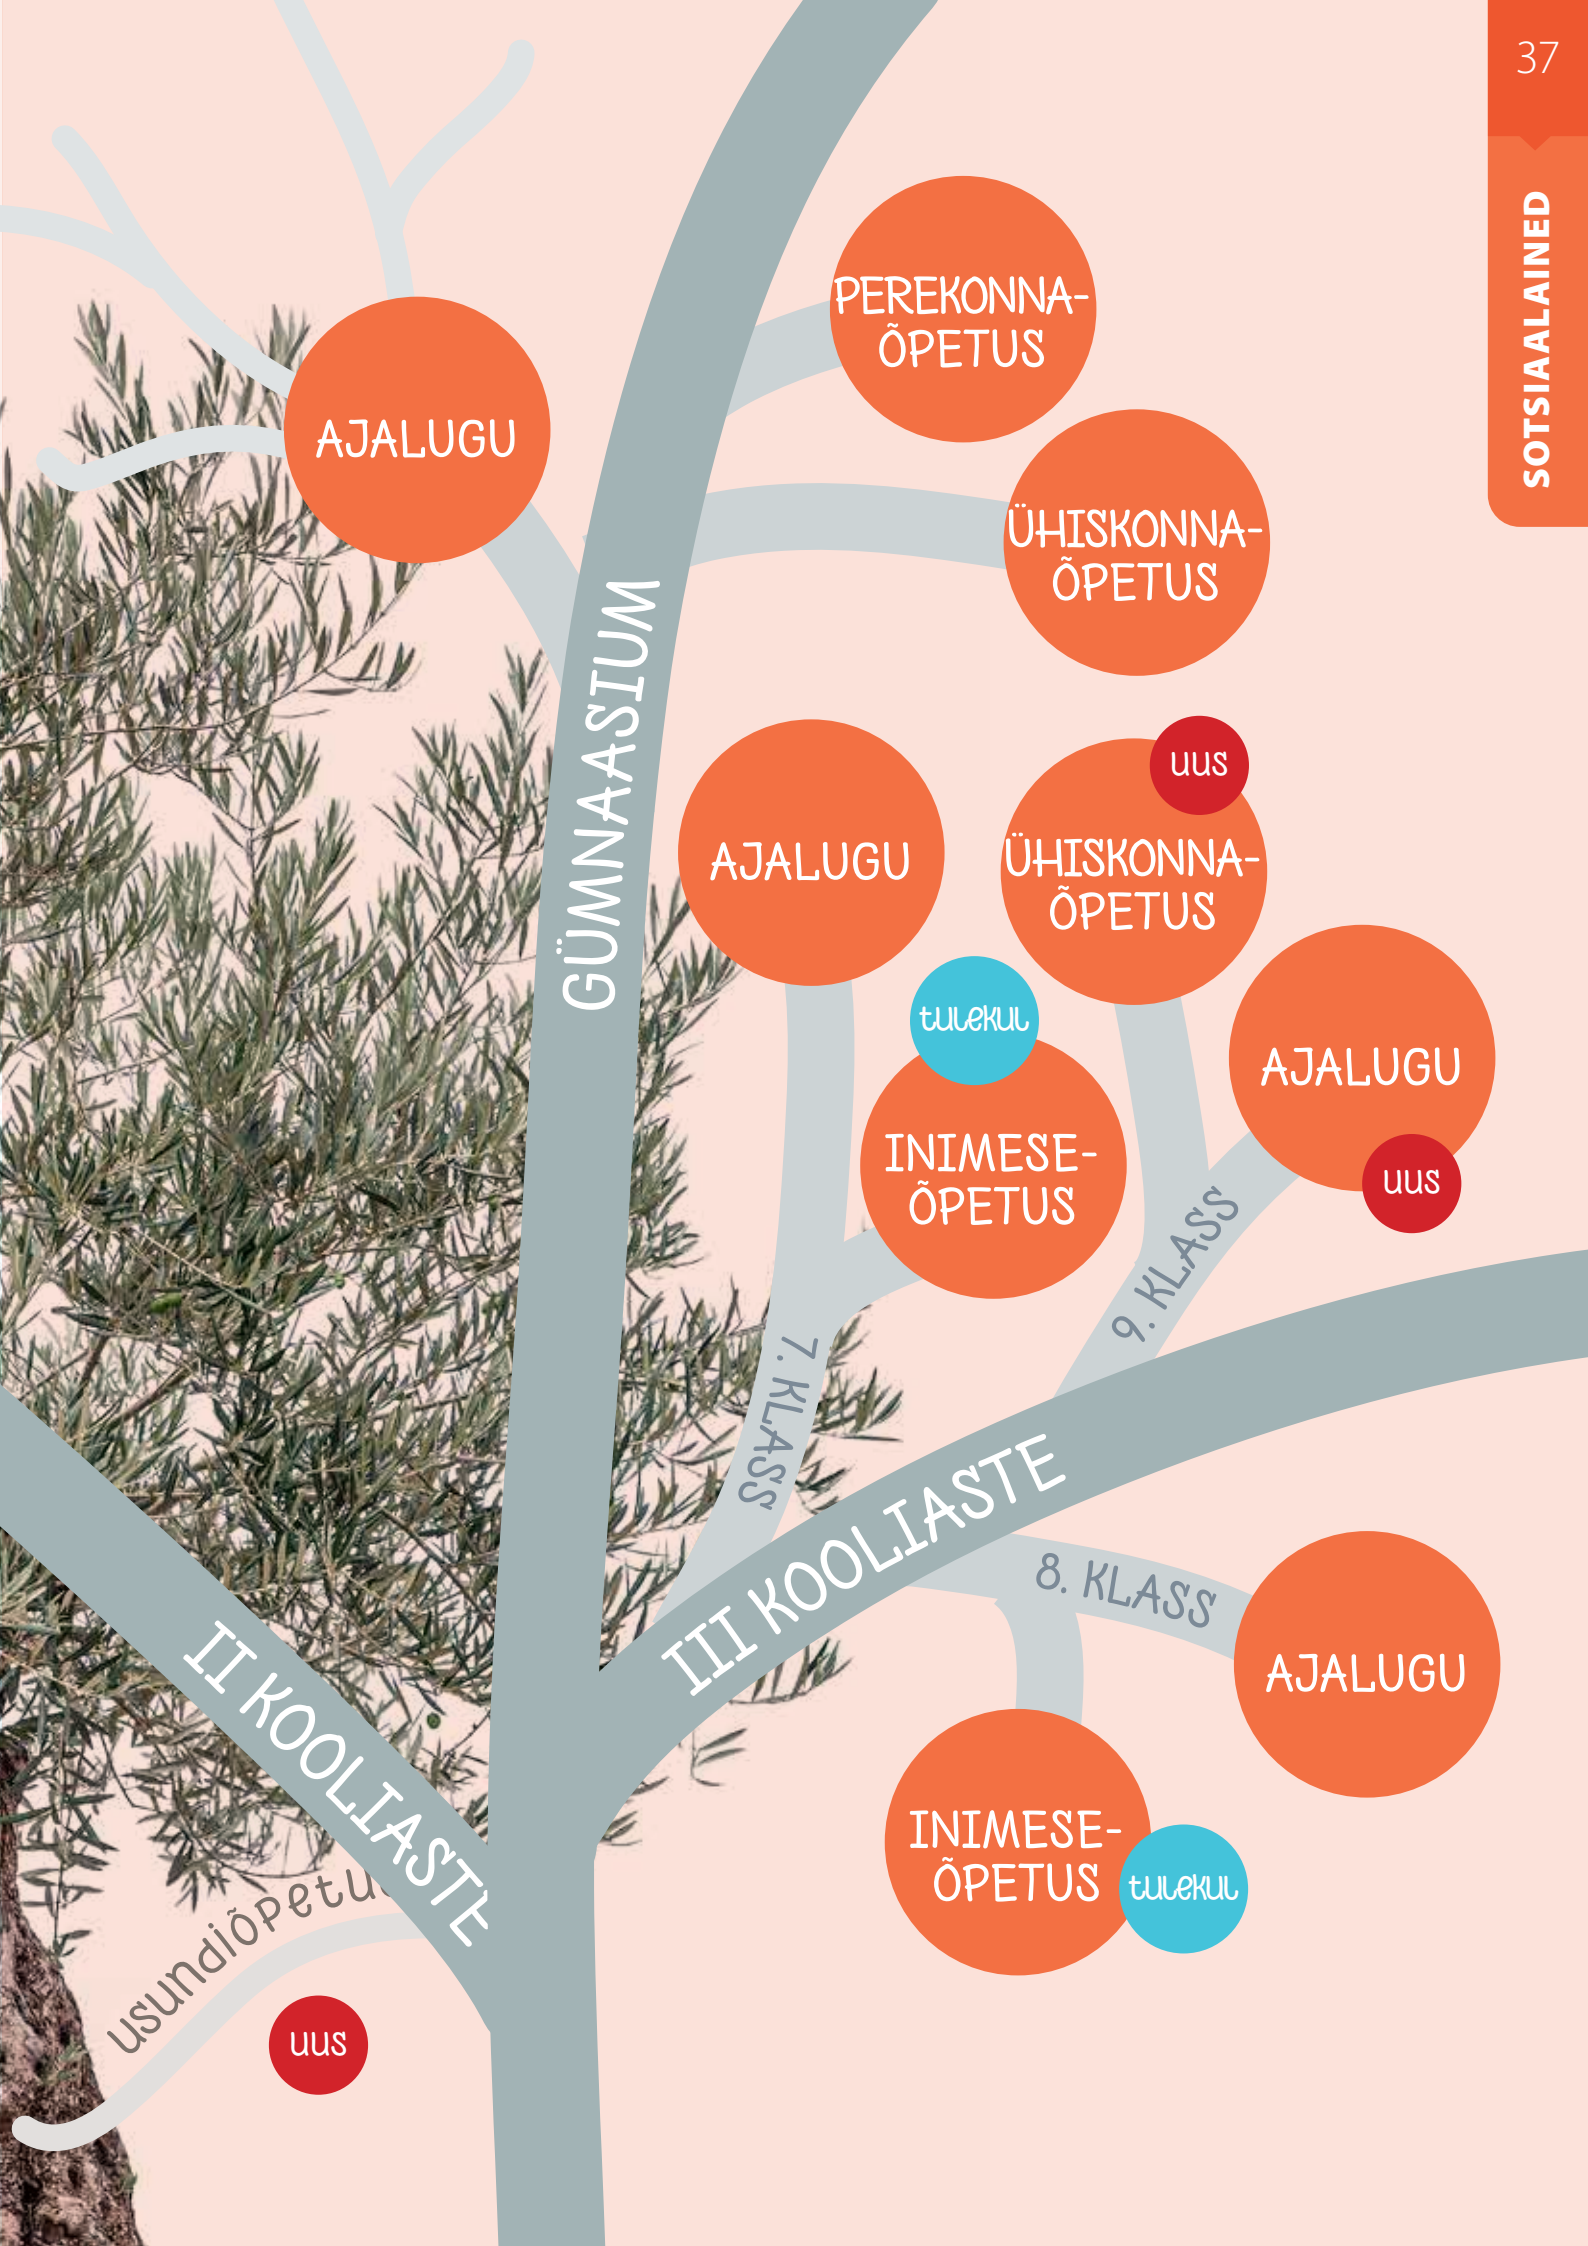 37
SOTSIAALAINED
PEREKONNA-
ÕPETUS
AJALUGU
ÜHISKONNA-
ÕPETUS
GÜMNAASIUM
uus
AJALUGU
ÜHISKONNA-
ÕPETUS
tulekul
AJALUGU
INIMESE-
ÕPETUS
uus
9. KLASS
7. KLASS
III KOOLIASTE
8. KLASS
AJALUGU
II KOOLIASTE
INIMESE-
ÕPETUS
tulekul
usundiõpetus
uus